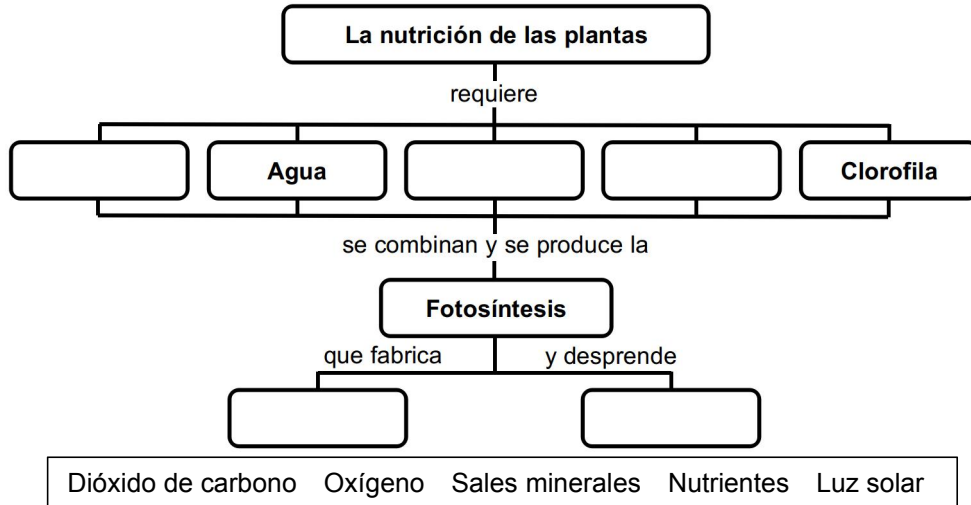 La nutrición de las plantas
requiere
Agua
Clorofila
se combinan y se produce la
Fotosíntesis
que fabrica
y desprende
Dióxido de carbono Oxígeno Sales minerales Nutrientes Luz solar